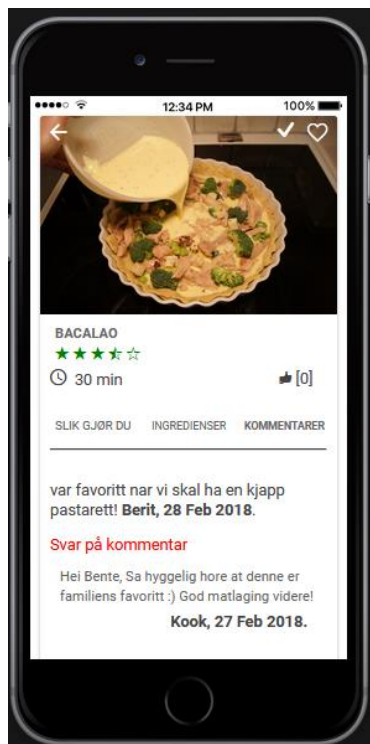 12:34 PM 100%
BACALAO
30 min [0]
SLIK GJØR DU INGREDIENSER KOMMENTARER
var favoritt nar vi skal ha en kjapp
pastarett! Berit, 28 Feb 2018.
Svar på kommentar
Hei Bente, Sa hyggelig hore at denne er
familiens favoritt :) God matlaging videre!
Kook, 27 Feb 2018.